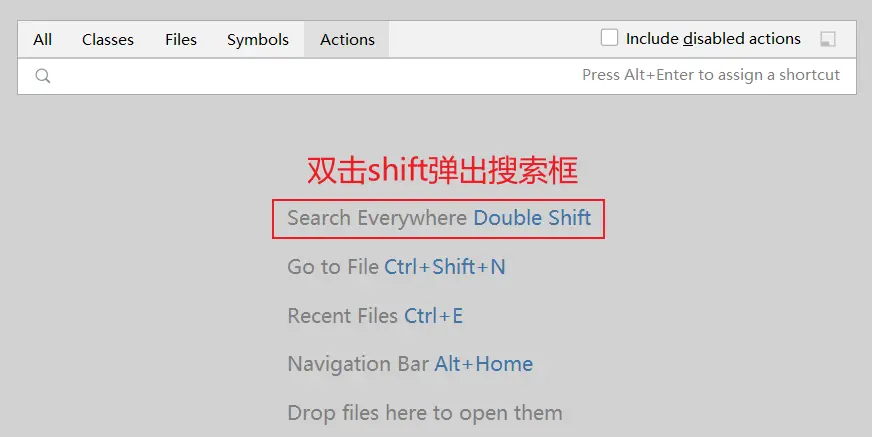 All Classes Files Symbols Actions Include disabled actions
Press Alt+Enter to assign a shortcut
双击shift弹出搜索框
Search Everywhere Double Shift
Go to File Ctrl+Shift+N
Recent Files Ctrl+E
Navigation Bar Alt+Home
Drop files here to open them